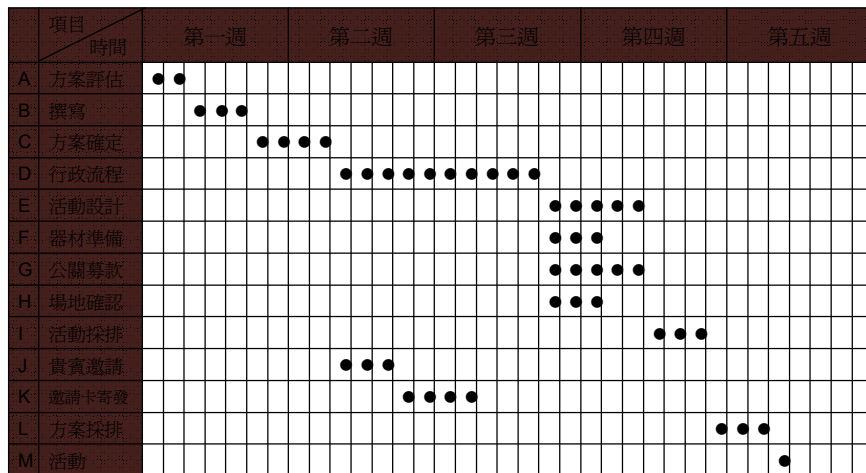 項目
時間
第一週 第二週 第三週 第四週 第五週
A 方案評估
B 撰寫
C 方案確定
D 行政流程
E 活動設計
F 器材準備
G 公關募款
H 場地確認
I 活動採排
J 貴賓邀請
K 邀請卡寄發
L 方案採排
M 活動